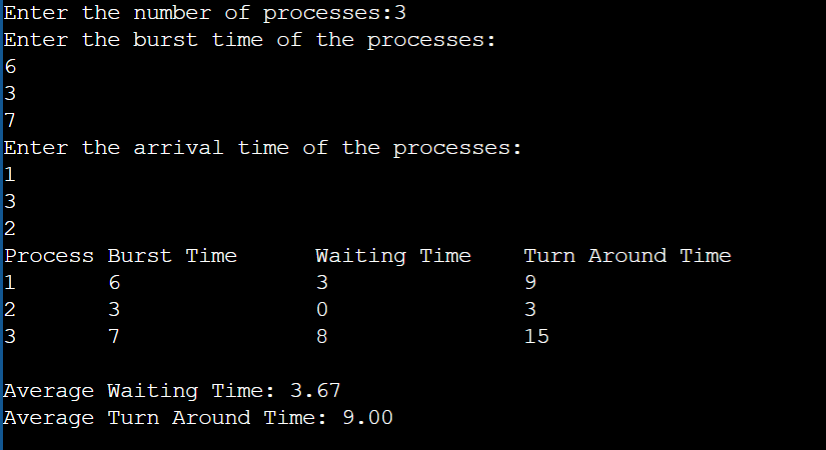 Enter the number of processes:3
Enter the burst time of the processes:
6
3
7
Enter the arrival time of the processes:
1
3
2
Process Burst Time      Waiting Time    Turn Around Time
1       6               3               9
2       3               0               3
3       7               8               15
Average Waiting Time: 3.67
Average Turn Around Time: 9.00